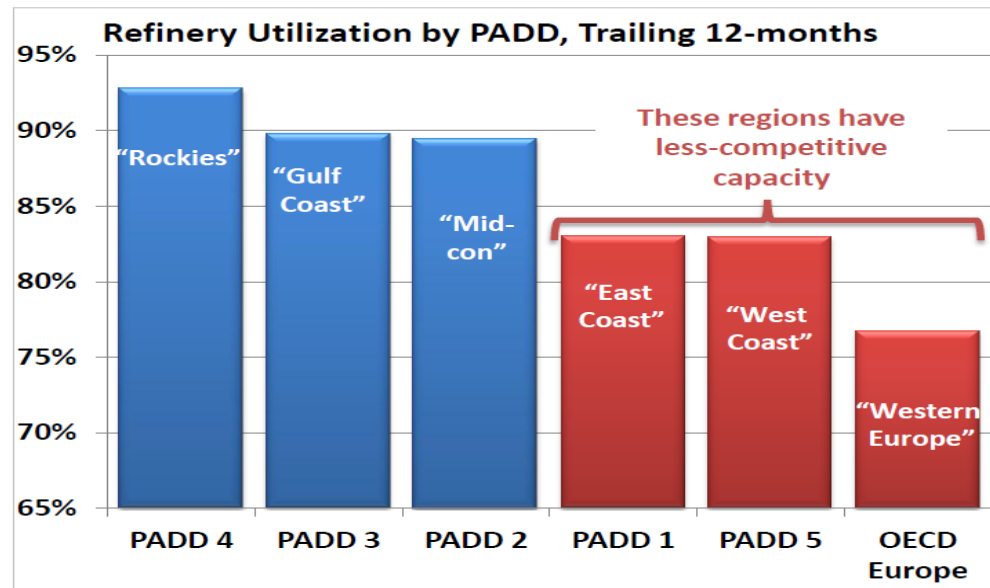 Refinery Utilization by PADD, Trailing 12-months
95%
90%
85%
80%
75%
70%
65%
These regions have
less-competitive
capacity
“Rockies”
“Gulf
Coast”
“Mid-
con”
“East
Coast”
“West
Coast”
“Western
Europe”
PADD 4
PADD 3
PADD 2
PADD 1
PADD 5
OECD
Europe